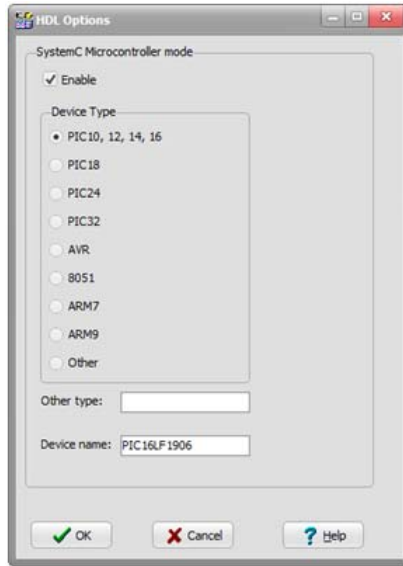 HDL Options
SystemC Microcontroller mode
Enable
Device Type
PIC10, 12, 14, 16
PIC18
PIC24
PIC32
AVR
8051
ARM7
ARM9
Other
Other type:
Device name: PIC16LF1906
OK Cancel Help